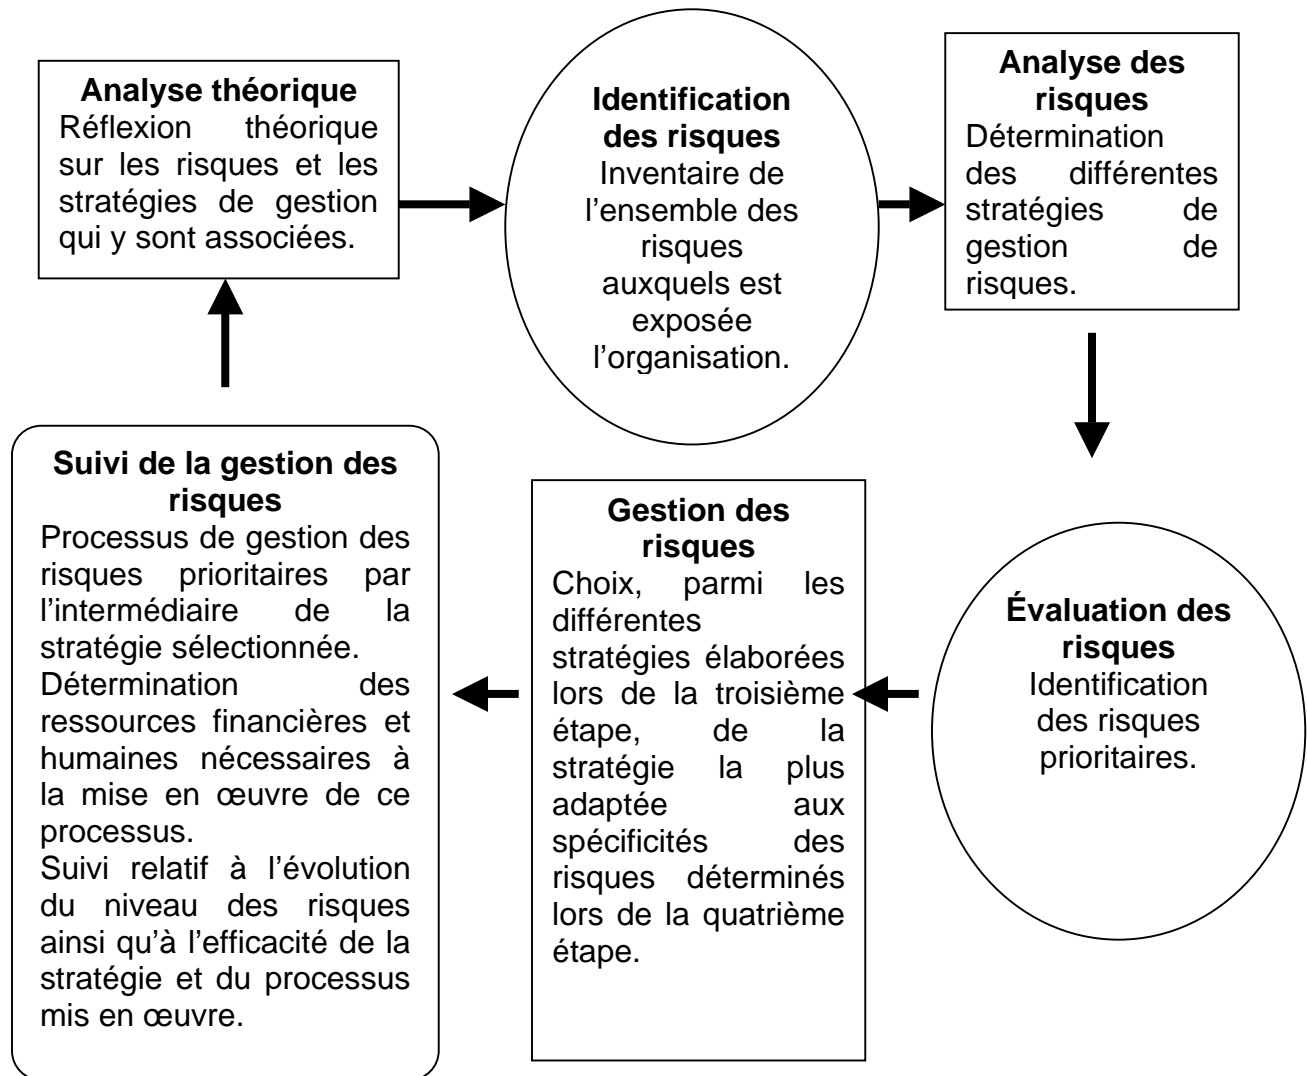 Analyse théorique
Réflexion théorique
sur les risques et les
stratégies de gestion
qui y sont associées.
Identification
des risques
Inventaire de
l’ensemble des
risques
auxquels est
exposée
l’organisation.
Analyse des
risques
Détermination
des différentes
stratégies de
gestion de
risques.
Évaluation des
risques
Identification
des risques
prioritaires.
Gestion des
risques
Choix, parmi les
différentes
stratégies élaborées
lors de la troisième
étape, de la
stratégie la plus
adaptée aux
spécificités des
risques déterminés
lors de la quatrième
étape.
Suivi de la gestion des
risques
Processus de gestion des
risques prioritaires par
l’intermédiaire de la
stratégie sélectionnée.
Détermination des
ressources financières et
humaines nécessaires à
la mise en œuvre de ce
processus.
Suivi relatif à l’évolution
du niveau des risques
ainsi qu’à l’efficacité de la
stratégie et du processus
mis en œuvre.